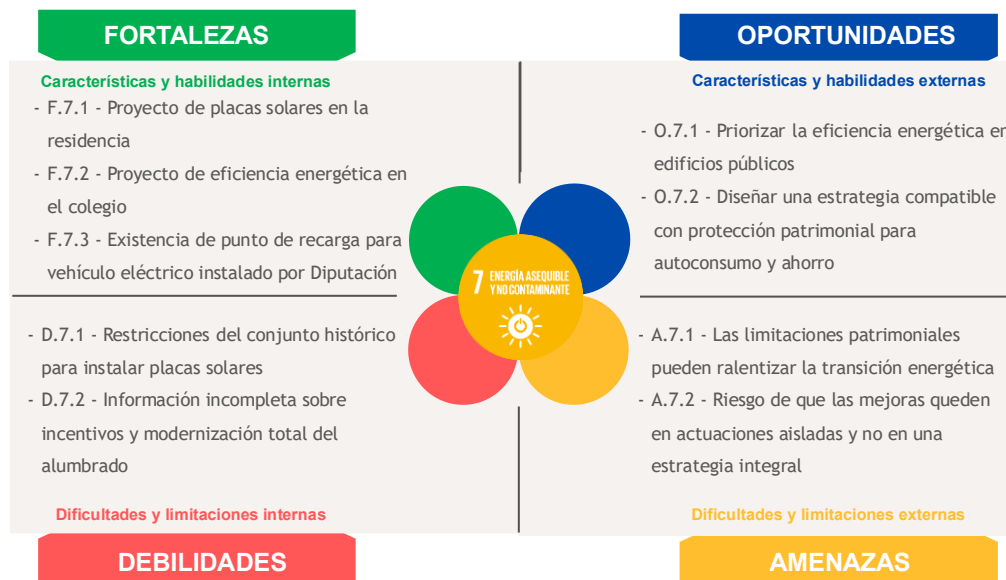 FORTALEZAS
Características y habilidades internas
- F.7.1 - Proyecto de placas solares en la
residencia
- F.7.2 - Proyecto de eficiencia energética en
el colegio
- F.7.3 - Existencia de punto de recarga para
vehículo eléctrico instalado por Diputación
OPORTUNIDADES
Características y habilidades externas
- O.7.1 - Priorizar la eficiencia energética en
edificios públicos
- O.7.2 - Diseñar una estrategia compatible
con protección patrimonial para
autoconsumo y ahorro
7 ENERGÍA ASEQUIBLE
Y NO CONTAMINANTE
- D.7.1 - Restricciones del conjunto histórico
para instalar placas solares
- D.7.2 - Información incompleta sobre
incentivos y modernización total del
alumbrado
Dificultades y limitaciones internas
DEBILIDADES
- A.7.1 - Las limitaciones patrimoniales
pueden ralentizar la transición energética
- A.7.2 - Riesgo de que las mejoras queden
en actuaciones aisladas y no en una
estrategia integral
Dificultades y limitaciones externas
AMENAZAS